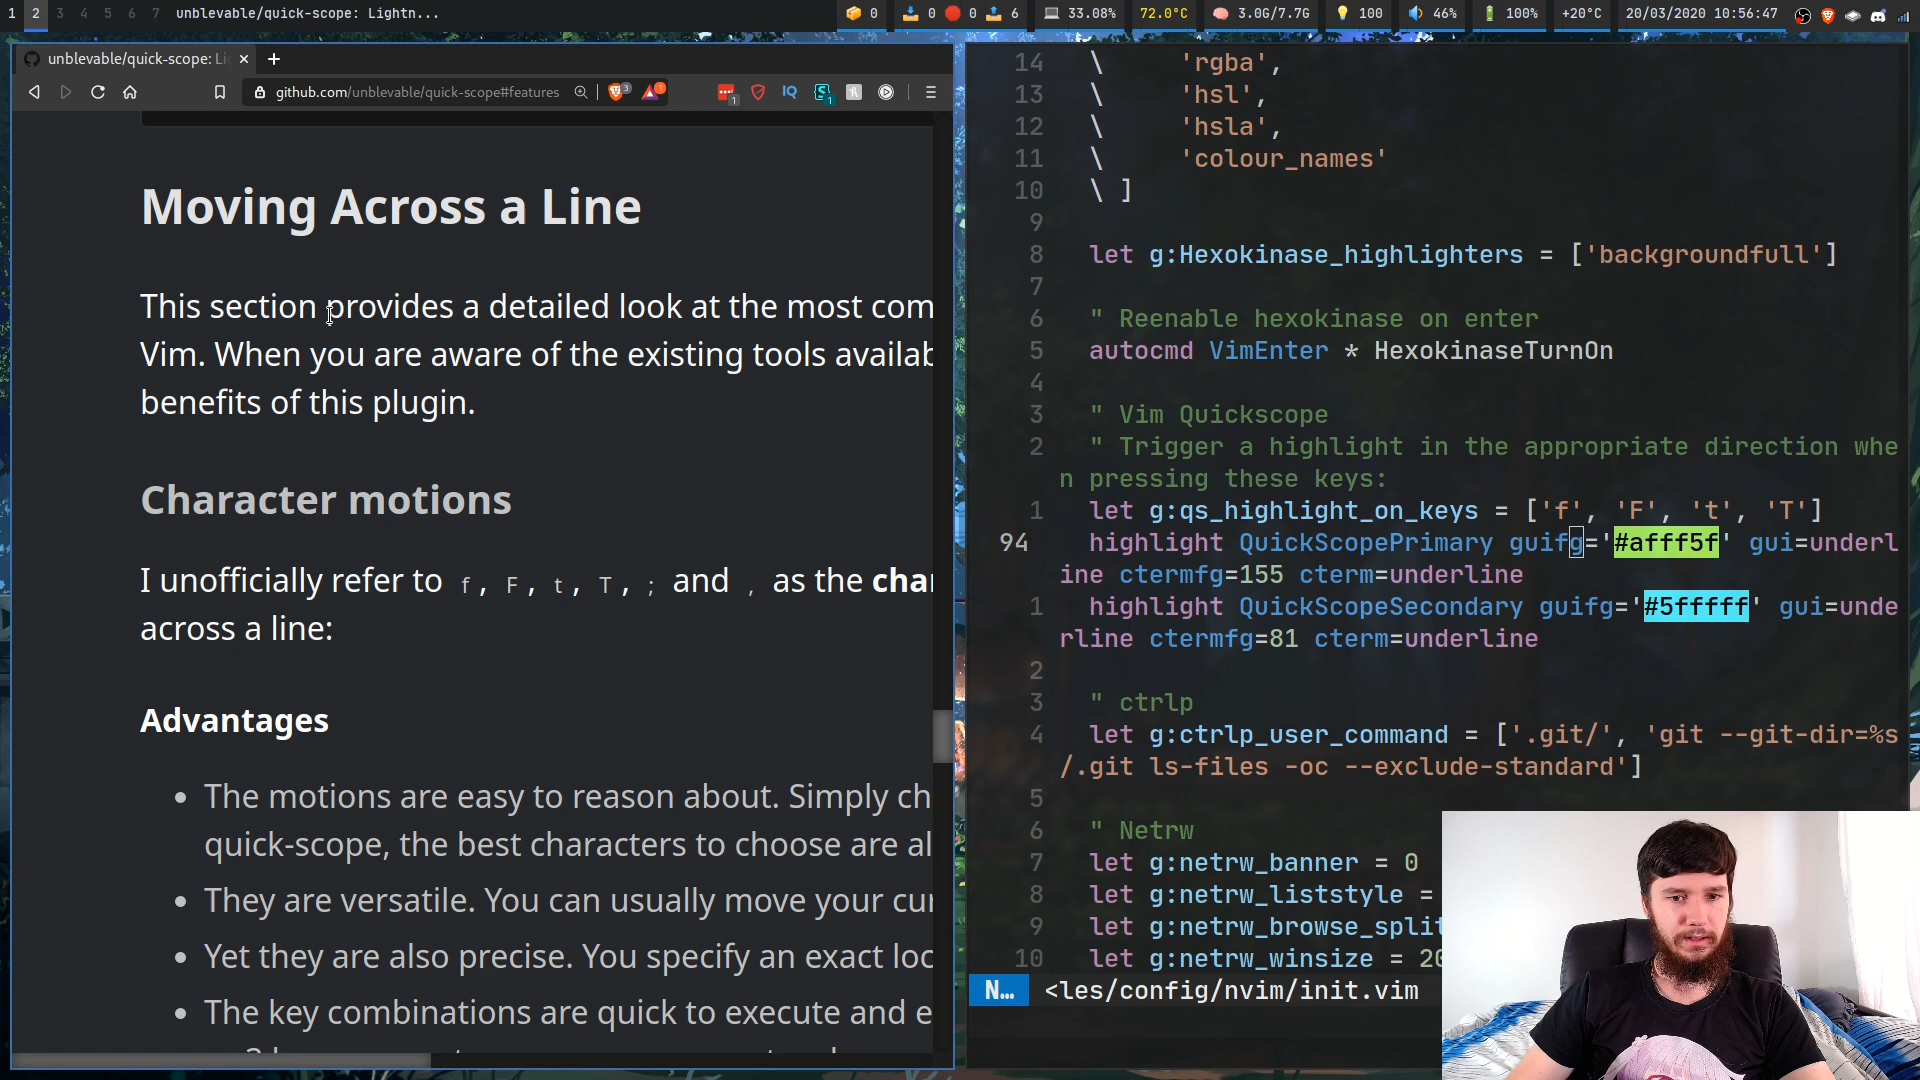 1 2 3 4 5 6 7 unblevable/quick-scope: Lightn... 0 0 0 6 33.08% 72.0°C 3.0G/7.7G 100 46% 100% +20°C 20/03/2020 10:56:47
unblevable/quick-scope: Li
github.com/unblevable/quick-scope#features 3 1 1 IQ 1
Moving Across a Line
This section provides a detailed look at the most com
Vim. When you are aware of the existing tools availab
benefits of this plugin.
Character motions
I unofficially refer to f, F, t, T, ; and , as the char
across a line:
Advantages
The motions are easy to reason about. Simply ch
quick-scope, the best characters to choose are al
They are versatile. You can usually move your cur
Yet they are also precise. You specify an exact loc
The key combinations are quick to execute and e
14 \ 'rgba',
13 \ 'hsl',
12 \ 'hsla',
11 \ 'colour_names'
10 \ ]
9
8 let g:Hexokinase_highlighters = ['backgroundfull']
7
6 " Reenable hexokinase on enter
5 autocmd VimEnter * HexokinaseTurnOn
4
3 " Vim Quickscope
2 " Trigger a highlight in the appropriate direction whe
n pressing these keys:
1 let g:qs_highlight_on_keys = ['f', 'F', 't', 'T']
94 highlight QuickScopePrimary guifg='#afff5f' gui=underl
ine ctermfg=155 cterm=underline
1 highlight QuickScopeSecondary guifg='#5fffff' gui=unde
rline ctermfg=81 cterm=underline
2
3 " ctrlp
4 let g:ctrlp_user_command = ['.git/', 'git --git-dir=%s
/.git ls-files -oc --exclude-standard']
5
6 " Netrw
7 let g:netrw_banner = 0
8 let g:netrw_liststyle =
9 let g:netrw_browse_split
10 let g:netrw_winsize = 20
N… <les/config/nvim/init.vim